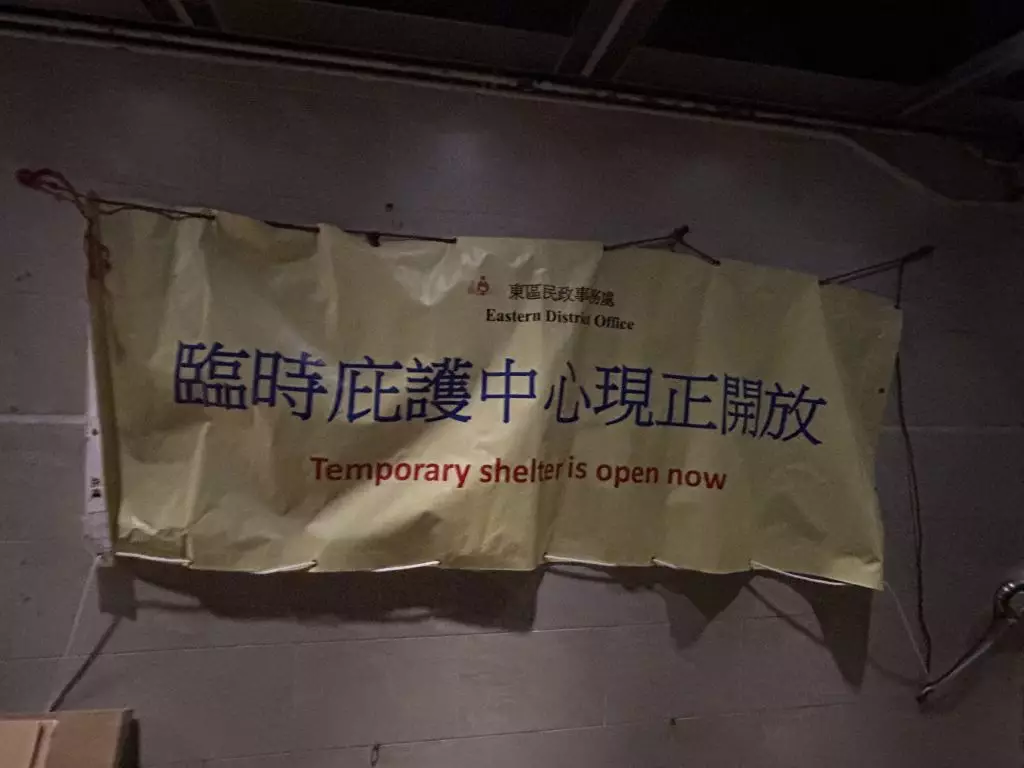 東區民政事務處
Eastern District Office
臨時庇護中心現正開放
Temporary shelter is open now